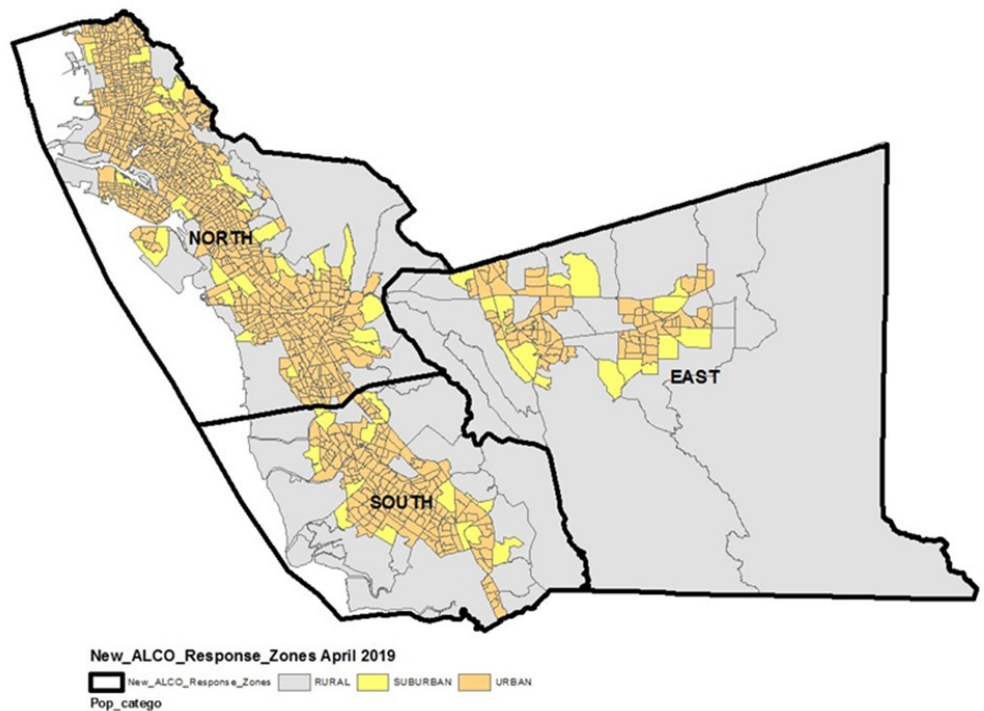 NORTH
EAST
SOUTH
New_ALCO_Response_Zones April 2019
New_ALCO_Response_Zones RURAL SUBURBAN URBAN
Pop_catego